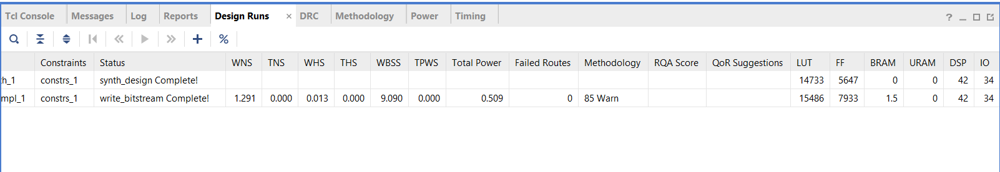 Tcl Console Messages Log Reports Design Runs × DRC Methodology Power Timing ?
%
Constraints Status WNS TNS WHS THS WBSS TPWS Total Power Failed Routes Methodology RQA Score QoR Suggestions LUT FF BRAM URAM DSP IO
th_1 constrs_1 synth_design Complete! 14733 5647 0 0 42 34
mpl_1 constrs_1 write_bitstream Complete! 1.291 0.000 0.013 0.000 9.090 0.000 0.509 0 85 Warn 15486 7933 1.5 0 42 34